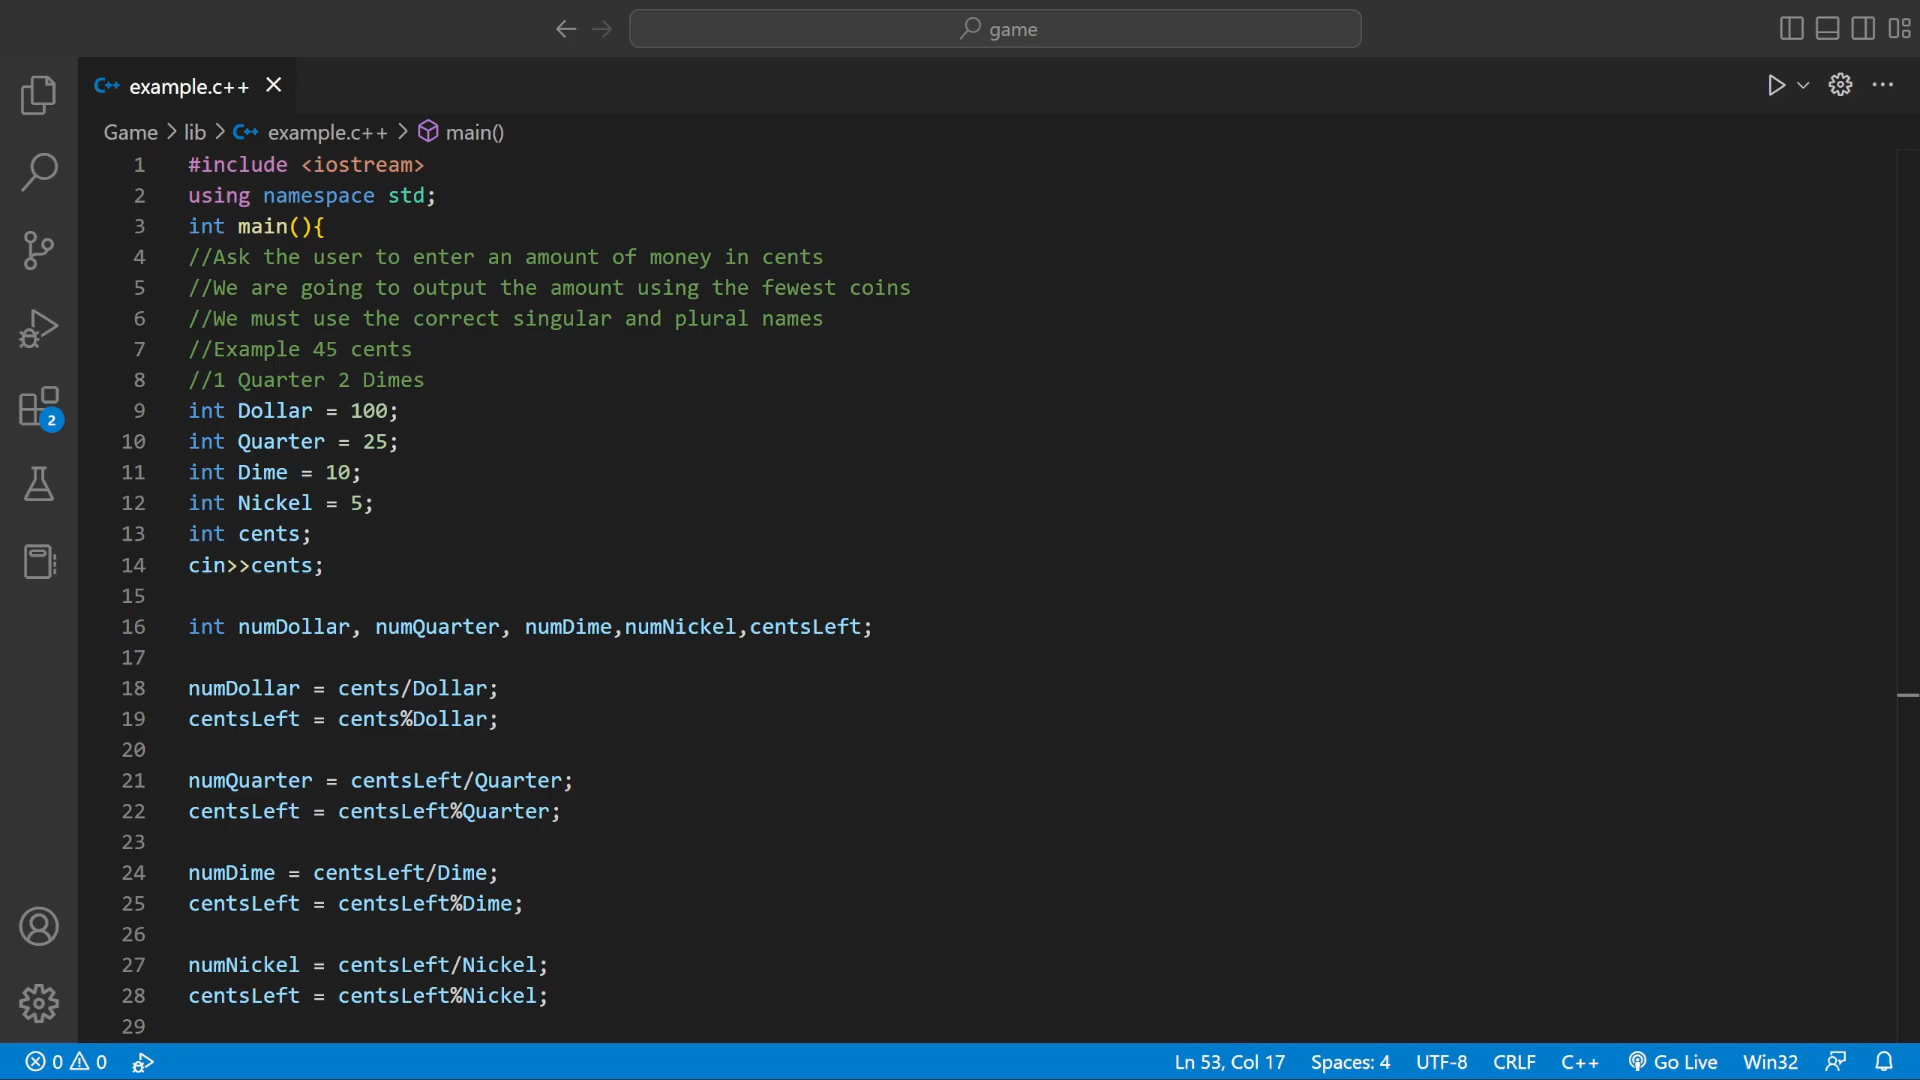 game
example.c++
Game > lib > example.c++ > main()
1 #include <iostream>
2 using namespace std;
3 int main(){
4 //Ask the user to enter an amount of money in cents
5 //We are going to output the amount using the fewest coins
6 //We must use the correct singular and plural names
7 //Example 45 cents
8 //1 Quarter 2 Dimes
9 int Dollar = 100;
10 int Quarter = 25;
11 int Dime = 10;
12 int Nickel = 5;
13 int cents;
14 cin>>cents;
15
16 int numDollar, numQuarter, numDime,numNickel,centsLeft;
17
18 numDollar = cents/Dollar;
19 centsLeft = cents%Dollar;
20
21 numQuarter = centsLeft/Quarter;
22 centsLeft = centsLeft%Quarter;
23
24 numDime = centsLeft/Dime;
25 centsLeft = centsLeft%Dime;
26
27 numNickel = centsLeft/Nickel;
28 centsLeft = centsLeft%Nickel;
29
2
0 0 Ln 53, Col 17 Spaces: 4 UTF-8 CRLF C++ Go Live Win32